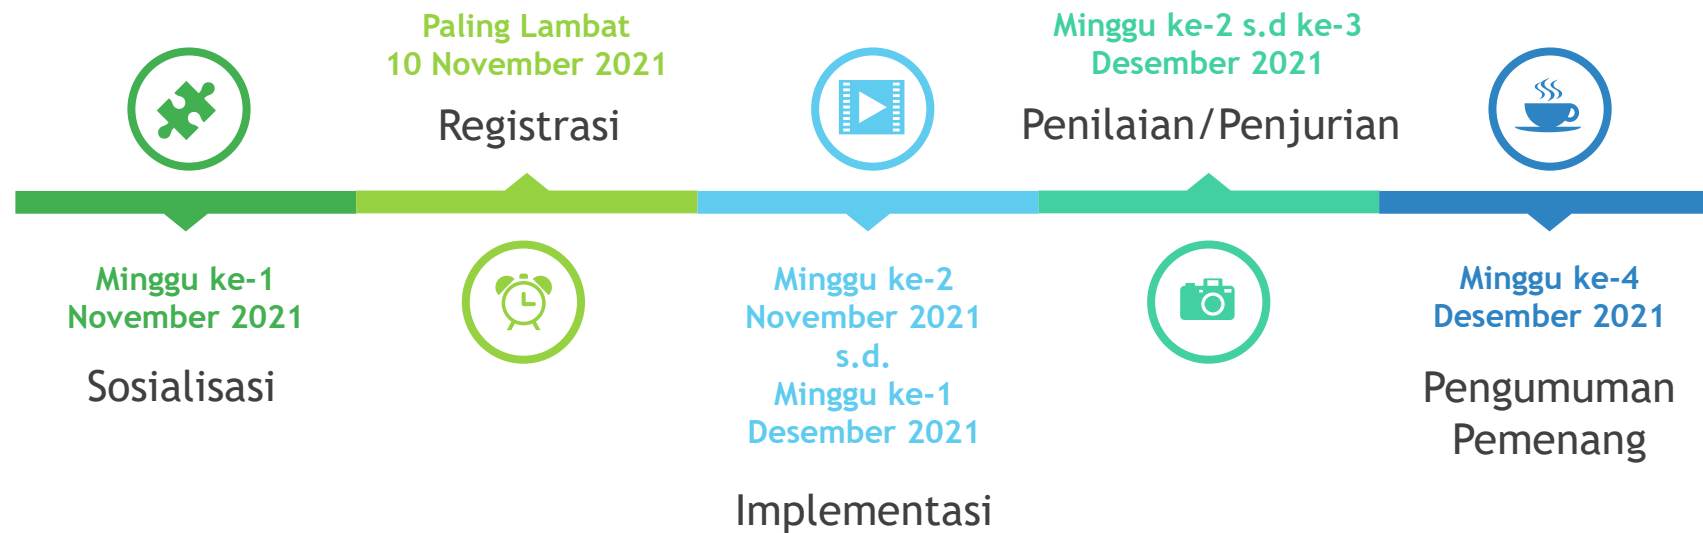 Minggu ke-1
November 2021
Sosialisasi
Paling Lambat
10 November 2021
Registrasi
Minggu ke-2
November 2021
s.d.
Minggu ke-1
Desember 2021
Implementasi
Minggu ke-2 s.d ke-3
Desember 2021
Penilaian/Penjurian
Minggu ke-4
Desember 2021
Pengumuman
Pemenang